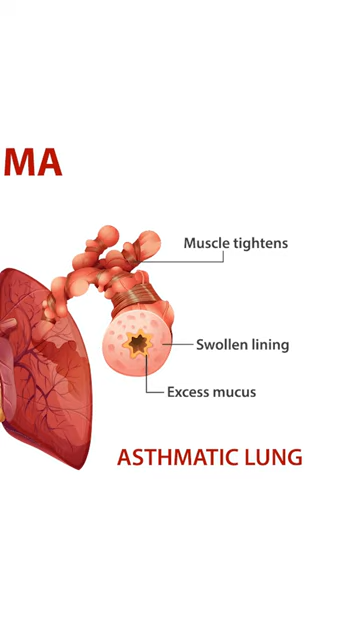 MA
Muscle tightens
Swollen lining
Excess mucus
ASTHMATIC LUNG